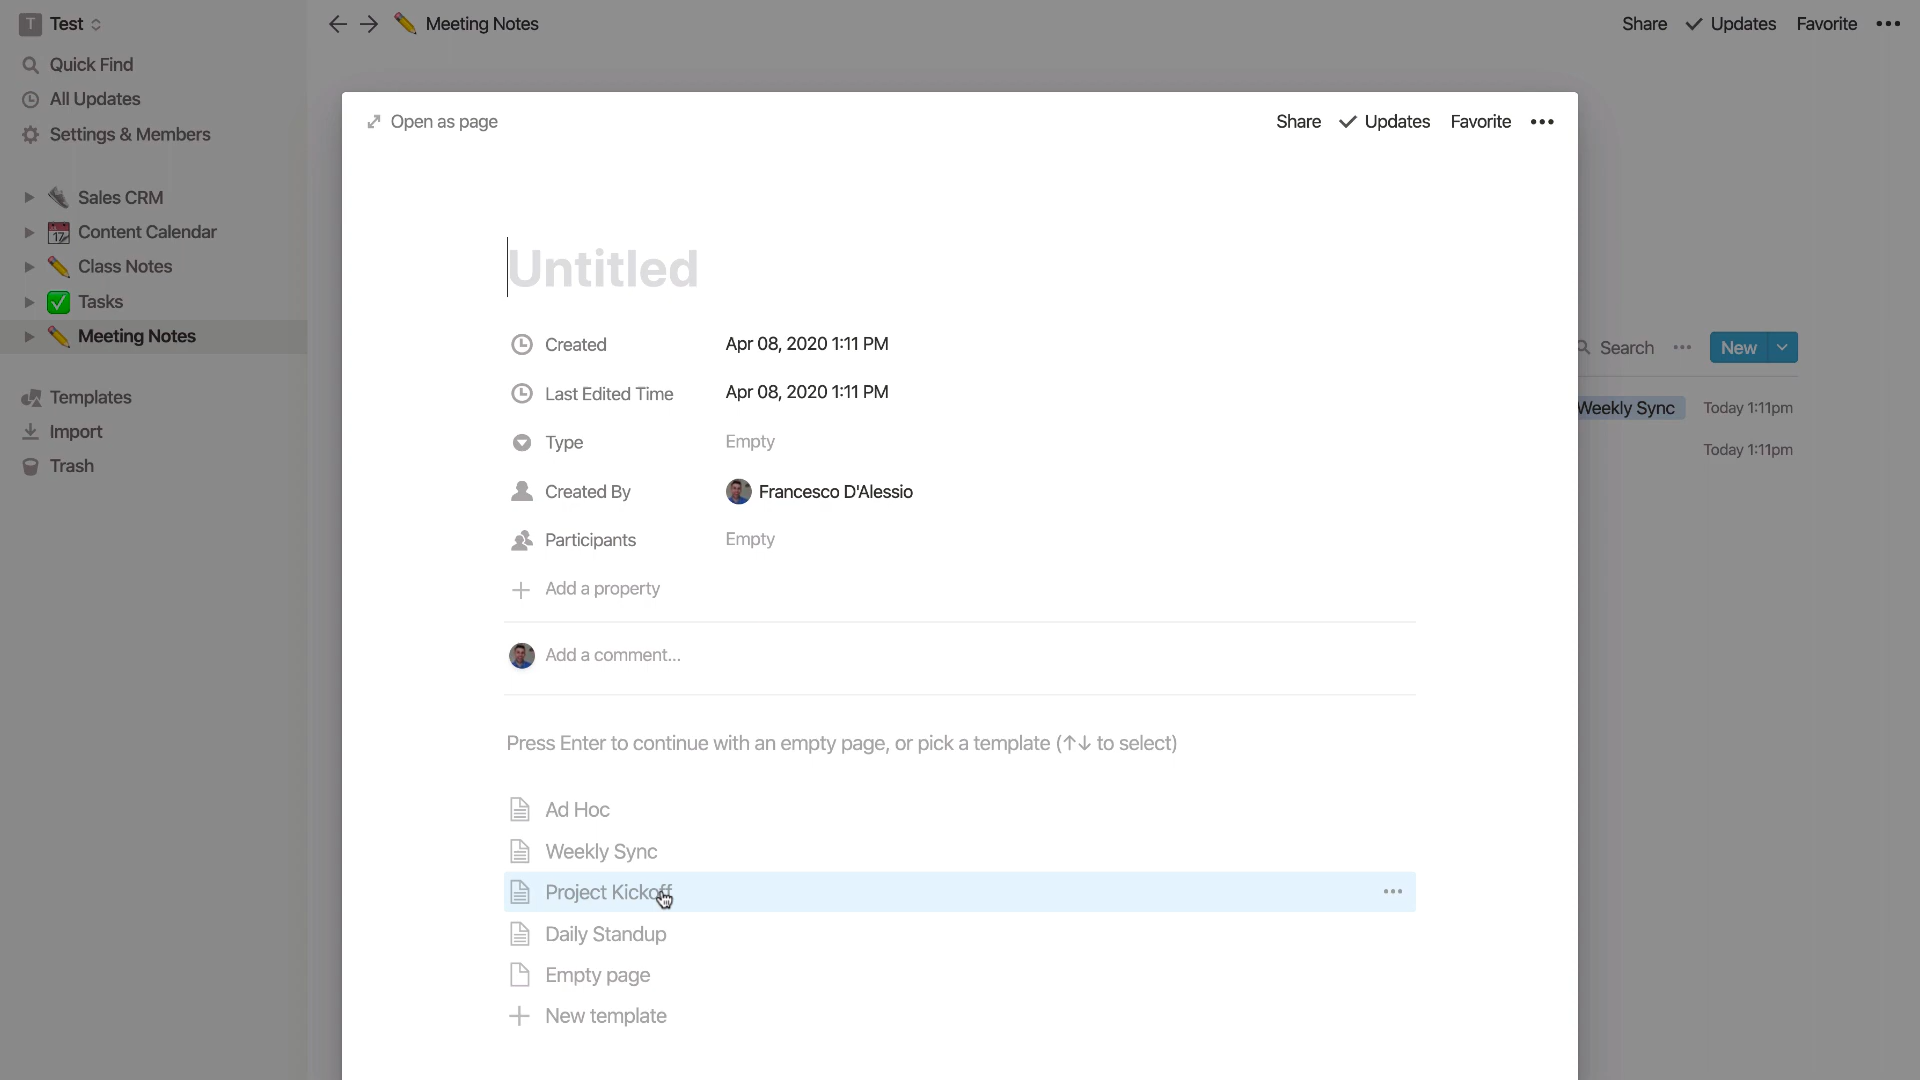 T Test
Quick Find
All Updates
Settings & Members
Sales CRM
17 Content Calendar
Class Notes
Tasks
Meeting Notes
Templates
Import
Trash
Meeting Notes
Share Updates Favorite •••
Open as page
Share Updates Favorite •••
Untitled
Created Apr 08, 2020 1:11 PM
Last Edited Time Apr 08, 2020 1:11 PM
Type Empty
Created By Francesco D'Alessio
Participants Empty
+ Add a property
Add a comment...
Press Enter to continue with an empty page, or pick a template (↑↓ to select)
Ad Hoc
Weekly Sync
Project Kickoff •••
Daily Standup
Empty page
+ New template
Search ••• New
Weekly Sync Today 1:11pm
Today 1:11pm